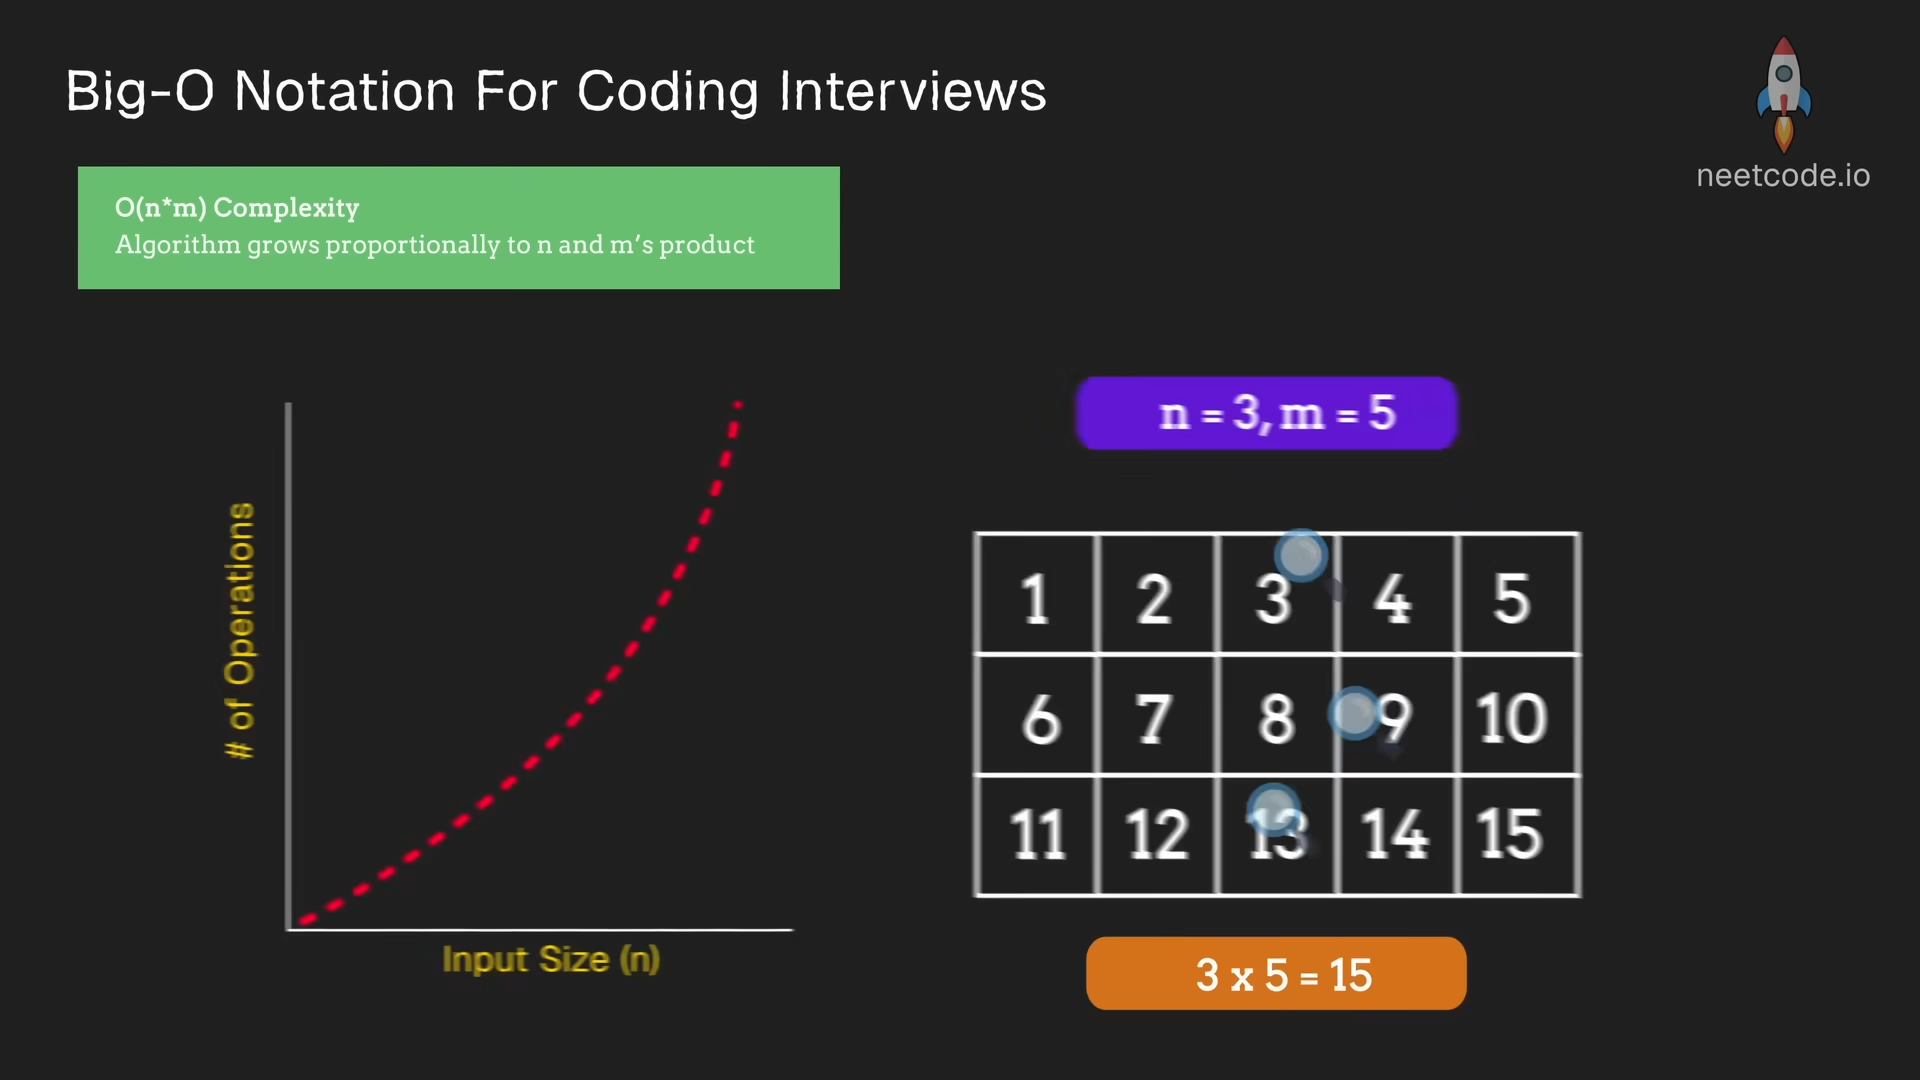 Big-O Notation For Coding Interviews
neetcode.io
O(n*m) Complexity
Algorithm grows proportionally to n and m’s product
# of Operations
Input Size (n)
n = 3, m = 5
1 2 3 4 5
6 7 8 9 10
11 12 13 14 15
3 x 5 = 15